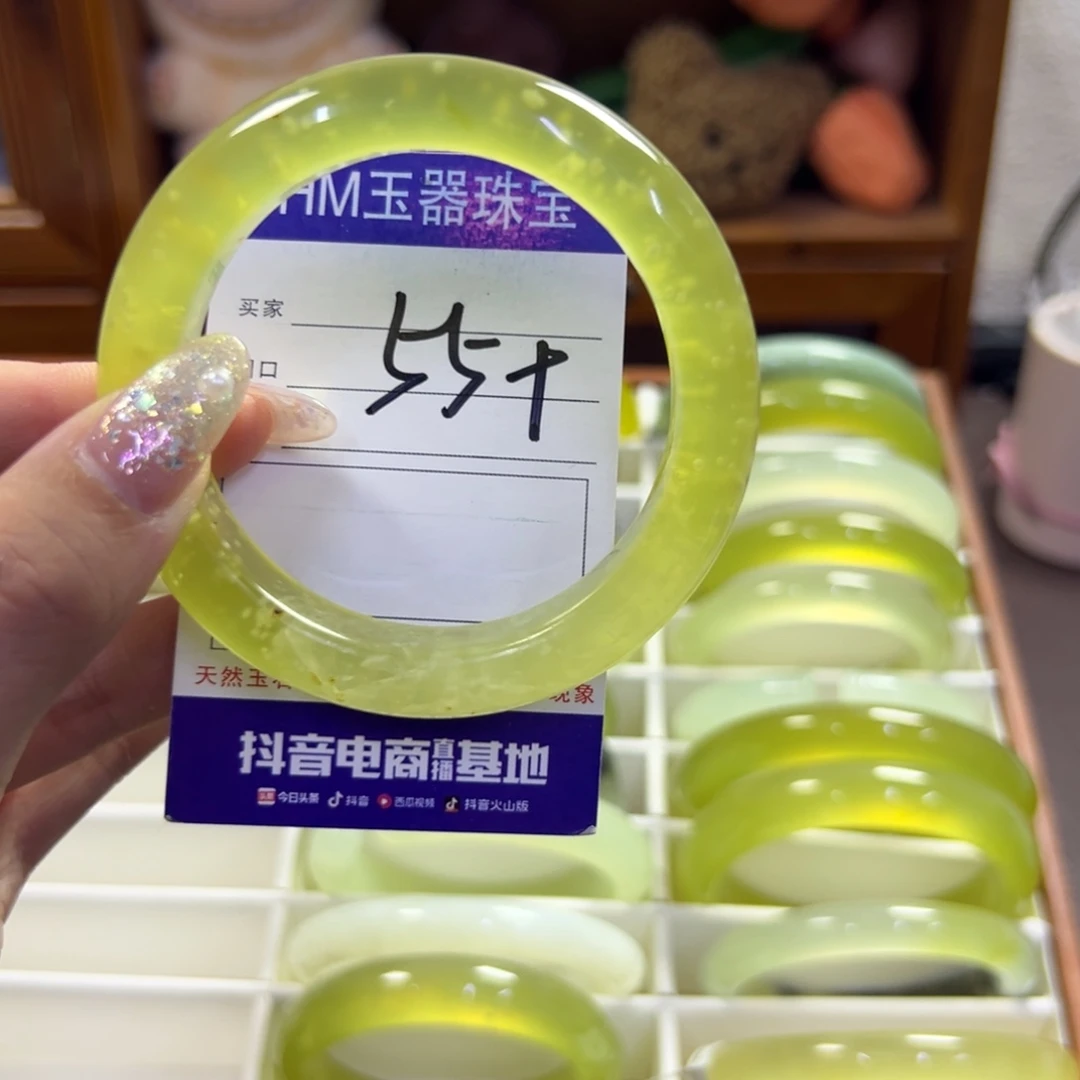 HM玉器珠宝
买家
口
55+
天然玉
现象
抖音电商直播基地
今日头条 抖音 西瓜视频 抖音火山版